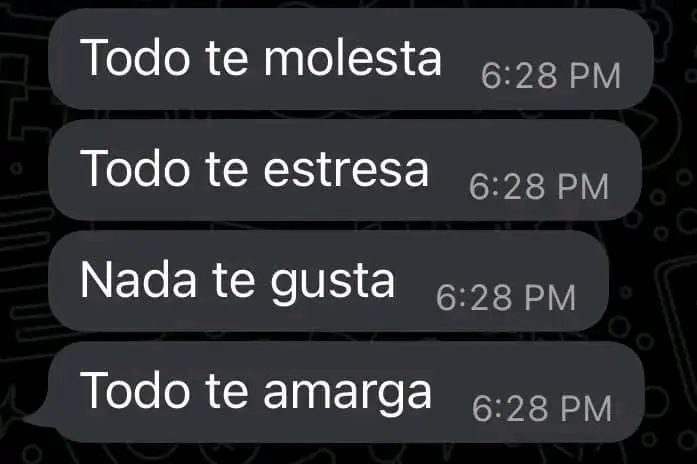 Todo te molesta 6:28 PM
Todo te estresa 6:28 PM
Nada te gusta 6:28 PM
Todo te amarga 6:28 PM